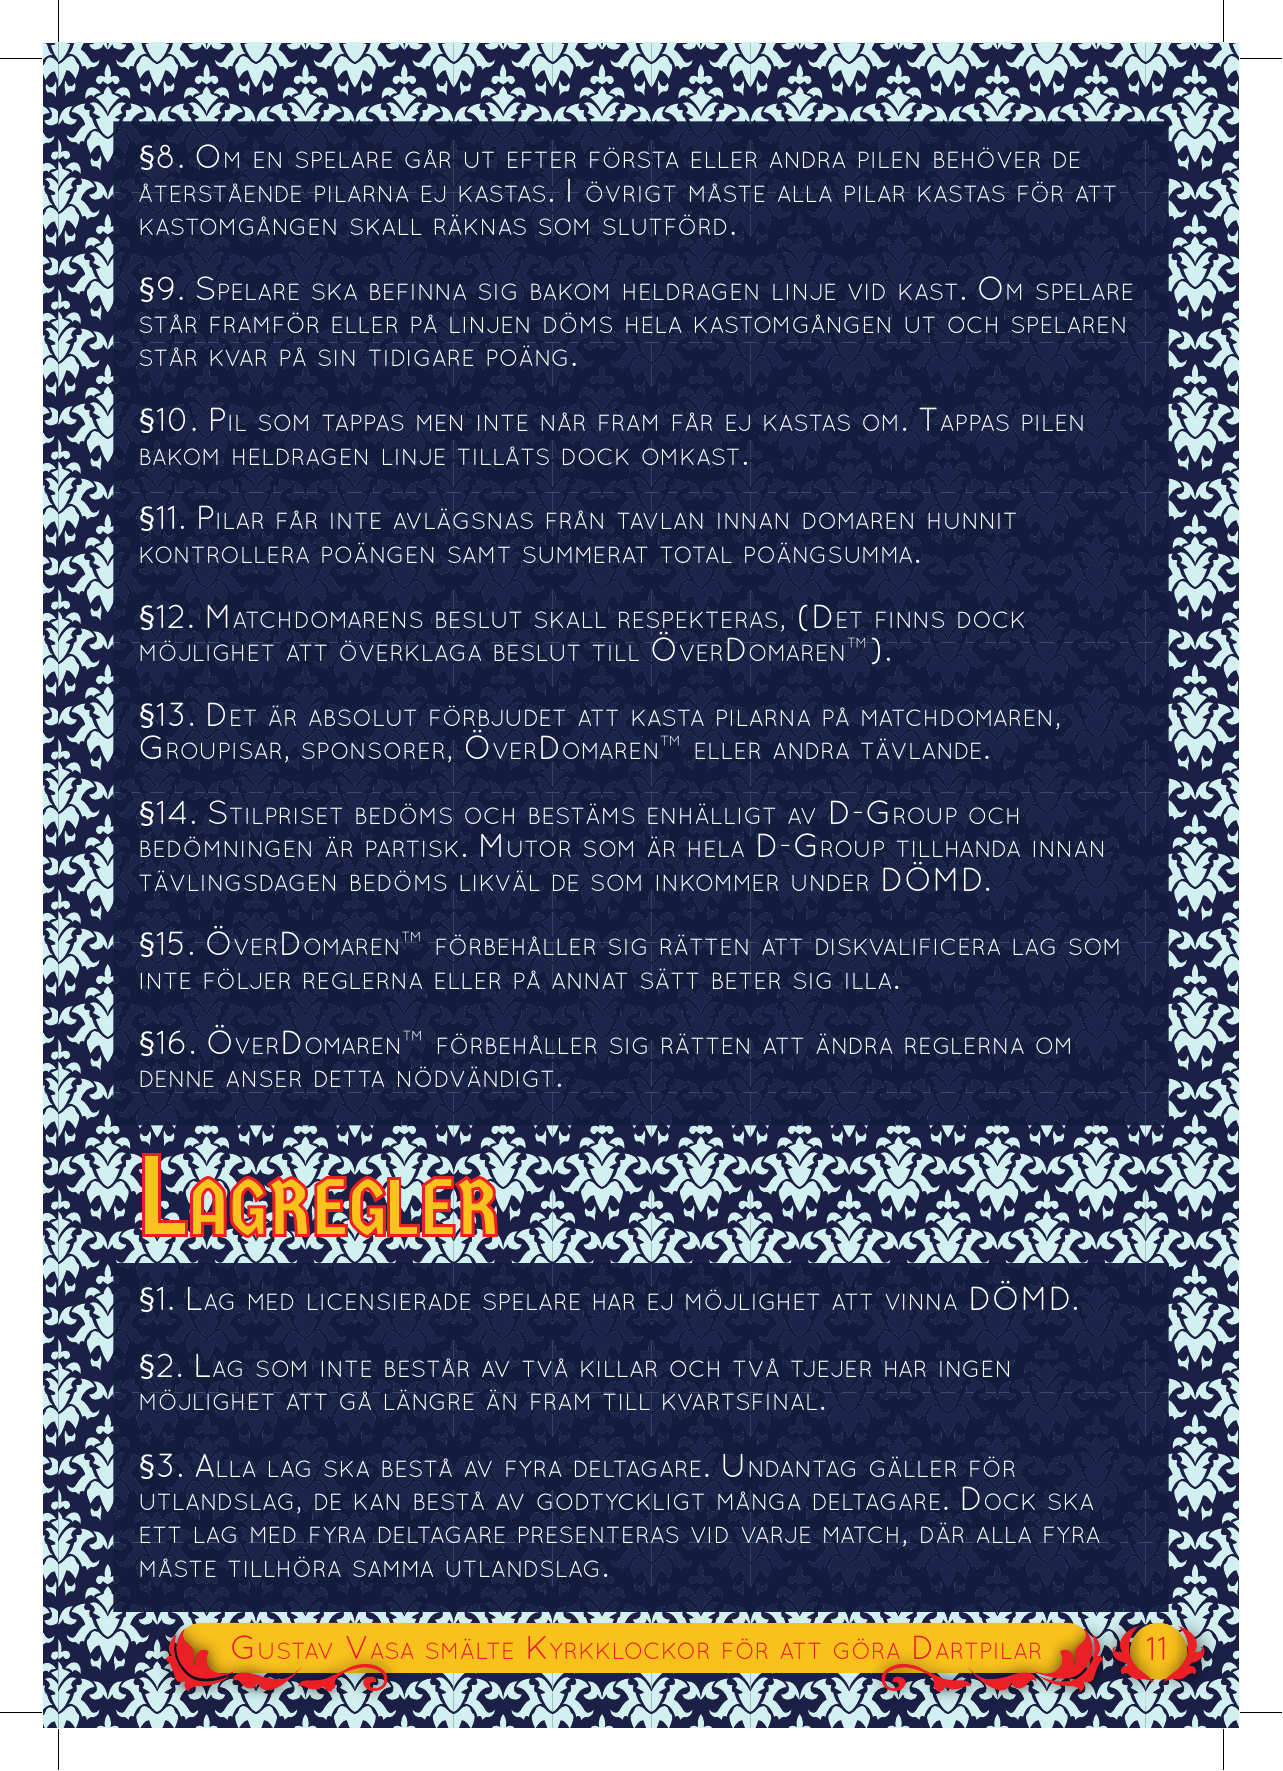 §8. Om en spelare går ut efter första eller andra pilen behöver de
återstående pilarna ej kastas. I övrigt måste alla pilar kastas för att
kastomgången skall räknas som slutförd.
§9. Spelare ska befinna sig bakom heldragen linje vid kast. Om spelare
står framför eller på linjen döms hela kastomgången ut och spelaren
står kvar på sin tidigare poäng.
§10. Pil som tappas men inte når fram får ej kastas om. Tappas pilen
bakom heldragen linje tillåts dock omkast.
§11. Pilar får inte avlägsnas från tavlan innan domaren hunnit
kontrollera poängen samt summerat total poängsumma.
§12. Matchdomarens beslut skall respekteras, (Det finns dock
möjlighet att överklaga beslut till ÖverDomaren™).
§13. Det är absolut förbjudet att kasta pilarna på matchdomaren,
Groupisar, sponsorer, ÖverDomaren™ eller andra tävlande.
§14. Stilpriset bedöms och bestäms enhälligt av D-Group och
bedömningen är partisk. Mutor som är hela D-Group tillhanda innan
tävlingsdagen bedöms likväl de som inkommer under DÖMD.
§15. ÖverDomaren™ förbehåller sig rätten att diskvalificera lag som
inte följer reglerna eller på annat sätt beter sig illa.
§16. ÖverDomaren™ förbehåller sig rätten att ändra reglerna om
denne anser detta nödvändigt.
Lagregler
§1. Lag med licensierade spelare har ej möjlighet att vinna DÖMD.
§2. Lag som inte består av två killar och två tjejer har ingen
möjlighet att gå längre än fram till kvartsfinal.
§3. Alla lag ska bestå av fyra deltagare. Undantag gäller för
utlandslag, de kan bestå av godtyckligt många deltagare. Dock ska
ett lag med fyra deltagare presenteras vid varje match, där alla fyra
måste tillhöra samma utlandslag.
Gustav Vasa smälte Kyrkklockor för att göra Dartpilar
11